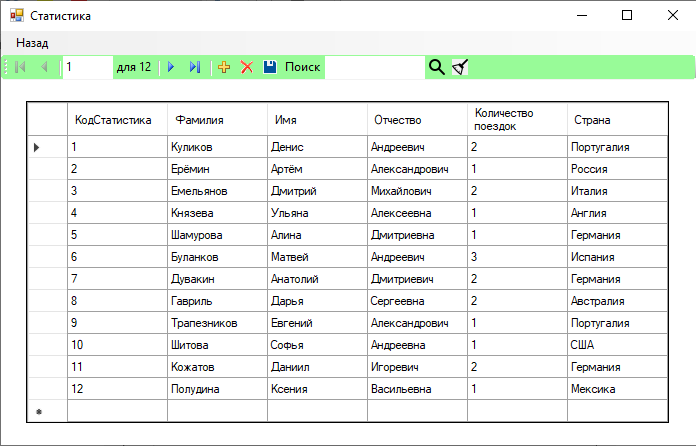 Статистика
Назад
1 для 12 Поиск
КодСтатистика Фамилия Имя Отчество Количество поездок Страна
1 Куликов Денис Андреевич 2 Португалия
2 Ерёмин Артём Александрович 1 Россия
3 Емельянов Дмитрий Михайлович 2 Италия
4 Князева Ульяна Алексеевна 1 Англия
5 Шамурова Алина Дмитриевна 1 Германия
6 Буланков Матвей Андреевич 3 Испания
7 Дувакин Анатолий Дмитриевич 2 Германия
8 Гавриль Дарья Сергеевна 2 Австралия
9 Трапезников Евгений Александрович 1 Португалия
10 Шитова Софья Андреевна 1 США
11 Кожатов Даниил Игоревич 2 Германия
12 Полудина Ксения Васильевна 1 Мексика